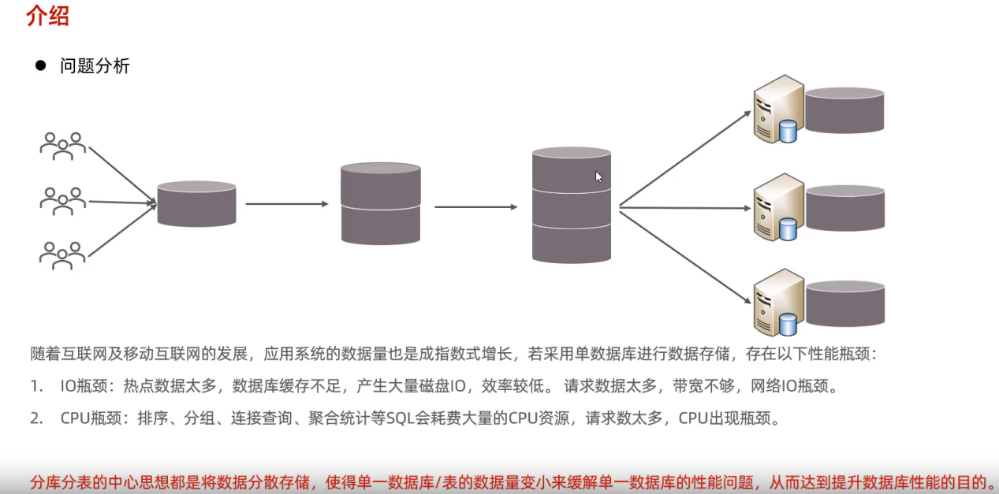 介绍
● 问题分析
随着互联网及移动互联网的发展，应用系统的数据量也是成指数式增长，若采用单数据库进行数据存储，存在以下性能瓶颈：
1. IO瓶颈：热点数据太多，数据库缓存不足，产生大量磁盘IO，效率较低。 请求数据太多，带宽不够，网络IO瓶颈。
2. CPU瓶颈：排序、分组、连接查询、聚合统计等SQL会耗费大量的CPU资源，请求数太多，CPU出现瓶颈。
分库分表的中心思想都是将数据分散存储，使得单一数据库/表的数据量变小来缓解单一数据库的性能问题，从而达到提升数据库性能的目的。